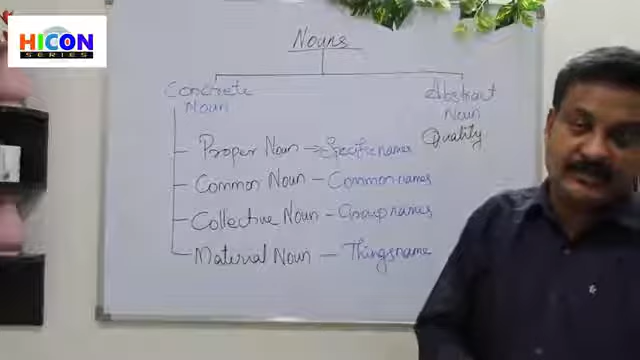 HICON
SERIES
Nouns
Concrete
Noun
Abstract
Noun
Quality
Proper Noun → Specific names
Common Noun - Common names
Collective Noun - Group names
Material Noun - Things name